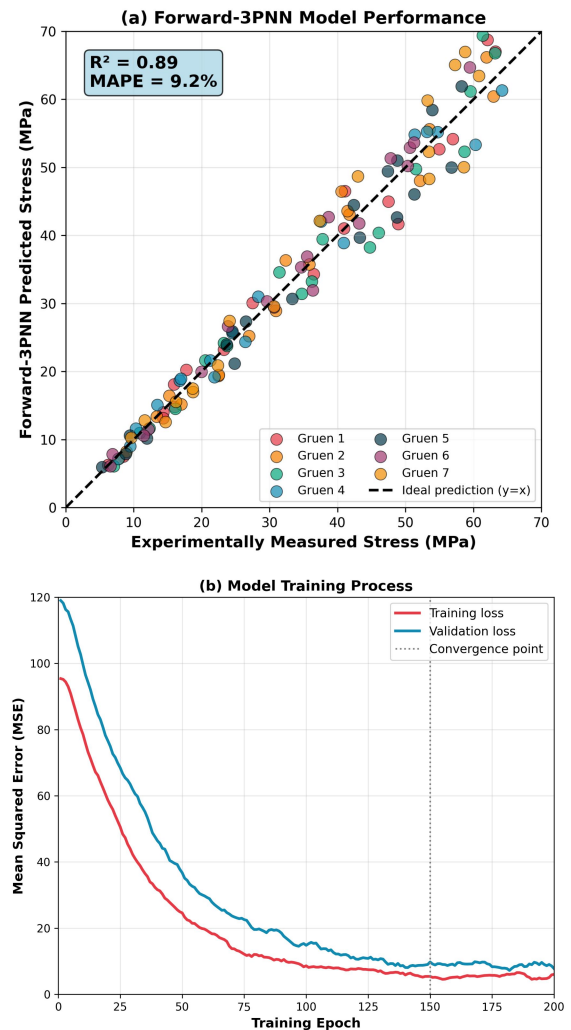 (a) Forward-3PNN Model Performance
R² = 0.89
MAPE = 9.2%
Forward-3PNN Predicted Stress (MPa)
70
60
50
40
30
20
10
0
Gruen 1
Gruen 2
Gruen 3
Gruen 4
Gruen 5
Gruen 6
Gruen 7
Ideal prediction (y=x)
0 10 20 30 40 50 60 70
Experimentally Measured Stress (MPa)
(b) Model Training Process
Mean Squared Error (MSE)
120
100
80
60
40
20
0
Training loss
Validation loss
Convergence point
0 25 50 75 100 125 150 175 200
Training Epoch